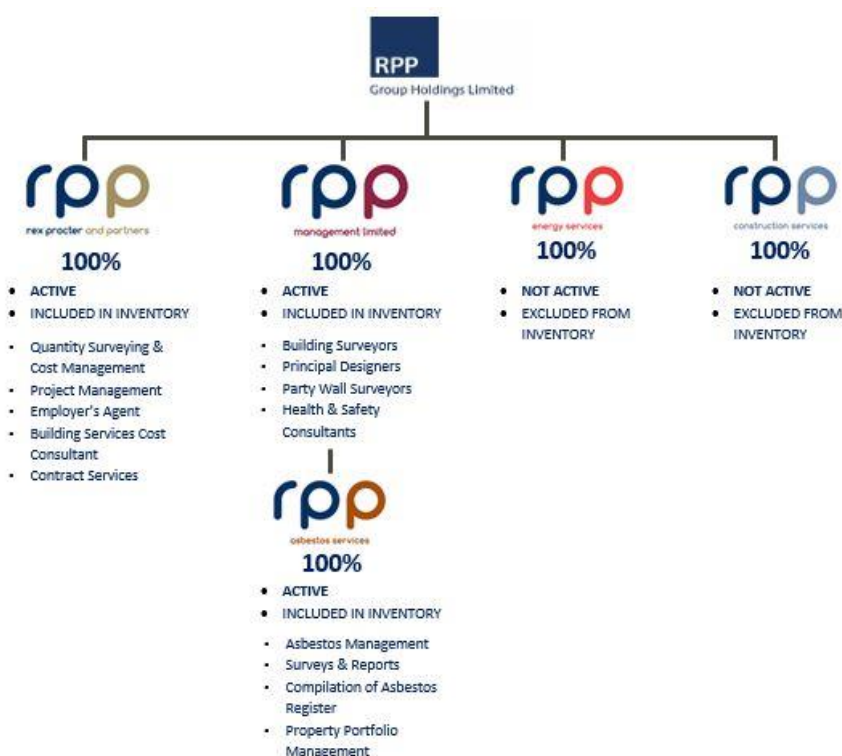 RPP
Group Holdings Limited
rpp
rex procter and partners
100%
• ACTIVE
• INCLUDED IN INVENTORY
• Quantity Surveying &
Cost Management
• Project Management
• Employer's Agent
• Building Services Cost
Consultant
• Contract Services
rpp
management limited
100%
• ACTIVE
• INCLUDED IN INVENTORY
• Building Surveyors
• Principal Designers
• Party Wall Surveyors
• Health & Safety
Consultants
rpp
asbestos services
100%
• ACTIVE
• INCLUDED IN INVENTORY
• Asbestos Management
• Surveys & Reports
• Compilation of Asbestos
Register
• Property Portfolio
Management
rpp
energy services
100%
• NOT ACTIVE
• EXCLUDED FROM
INVENTORY
rpp
construction services
100%
• NOT ACTIVE
• EXCLUDED FROM
INVENTORY